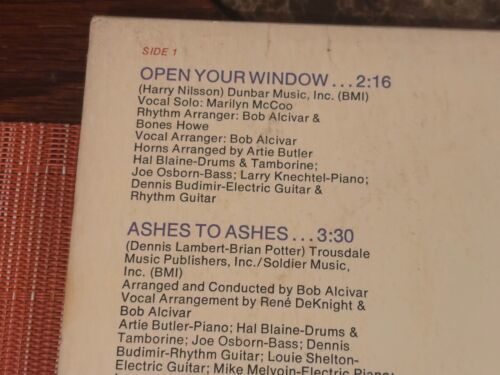 SIDE 1
OPEN YOUR WINDOW...2:16
(Harry Nilsson) Dunbar Music, Inc. (BMI)
Vocal Solo: Marilyn McCoo
Rhythm Arranger: Bob Alcivar &
Bones Howe
Vocal Arranger: Bob Alcivar
Horns Arranged by Artie Butler
Hal Blaine-Drums & Tamborine;
Joe Osborn-Bass; Larry Knechtel-Piano;
Dennis Budimir-Electric Guitar &
Rhythm Guitar
ASHES TO ASHES...3:30
(Dennis Lambert-Brian Potter) Trousdale
Music Publishers, Inc./Soldier Music,
Inc. (BMI)
Arranged and Conducted by Bob Alcivar
Vocal Arrangement by René DeKnight &
Bob Alcivar
Artie Butler-Piano; Hal Blaine-Drums &
Tamborine; Joe Osborn-Bass; Dennis
Budimir-Rhythm Guitar; Louie Shelton-
Electric Guitar; Mike Melvoin-Electric Piano;